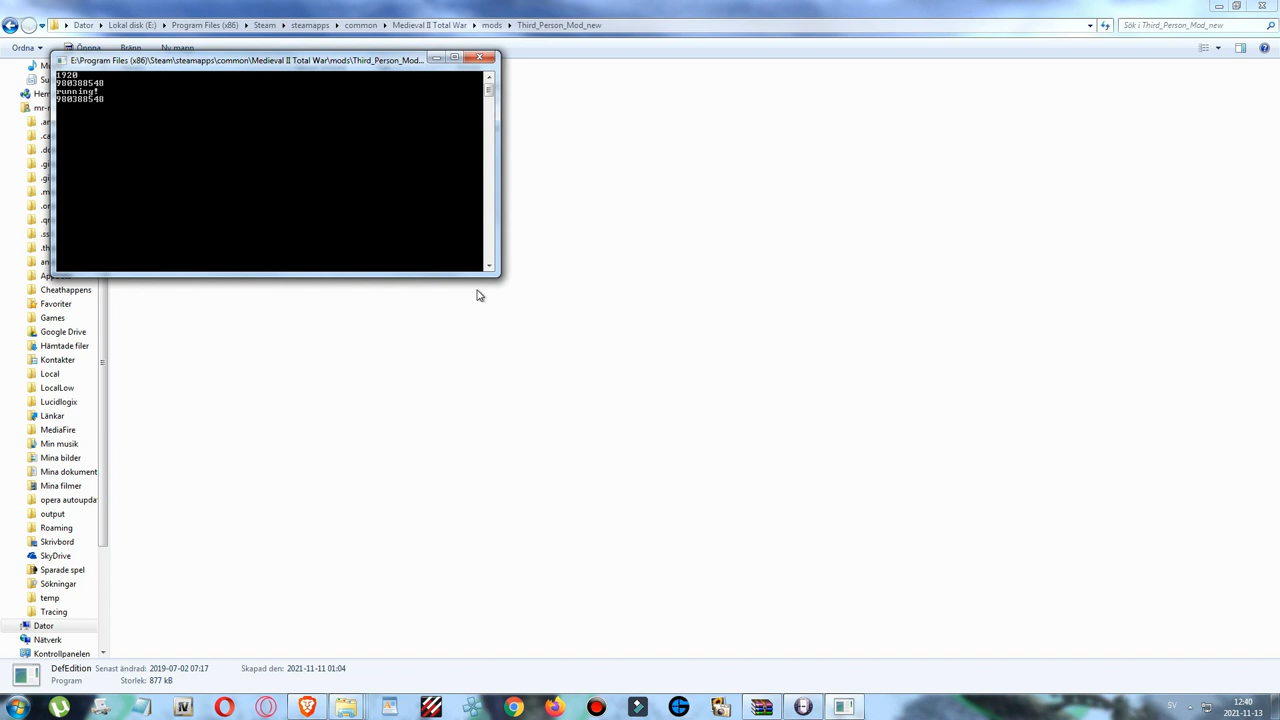 Dator
Lokal disk (E:)
Program Files (x86)
Steam
steamapps
common
Medieval II Total War
mods
Third_Person_Mod_new
Sök i Third_Person_Mod_new
Ordna
Öppna
Bränn
Ny mapp
E:\Program Files (x86)\Steam\steamapps\common\Medieval II Total War\mods\Third_Person_Mod...
1920
980388548
running!
980388548
Cheathappens
Favoriter
Games
Google Drive
Hämtade filer
Kontakter
Local
LocalLow
Lucidlogix
Länkar
MediaFire
Min musik
Mina bilder
Mina dokument
Mina filmer
opera autoupda
output
Roaming
Skrivbord
SkyDrive
Sparade spel
Sökningar
temp
Tracing
Dator
Nätverk
Kontrollpanelen
DefEdition Senast ändrad: 2019-07-02 07:17 Skapad den: 2021-11-11 01:04
Program Storlek: 877 kB
SV
12:40
2021-11-13